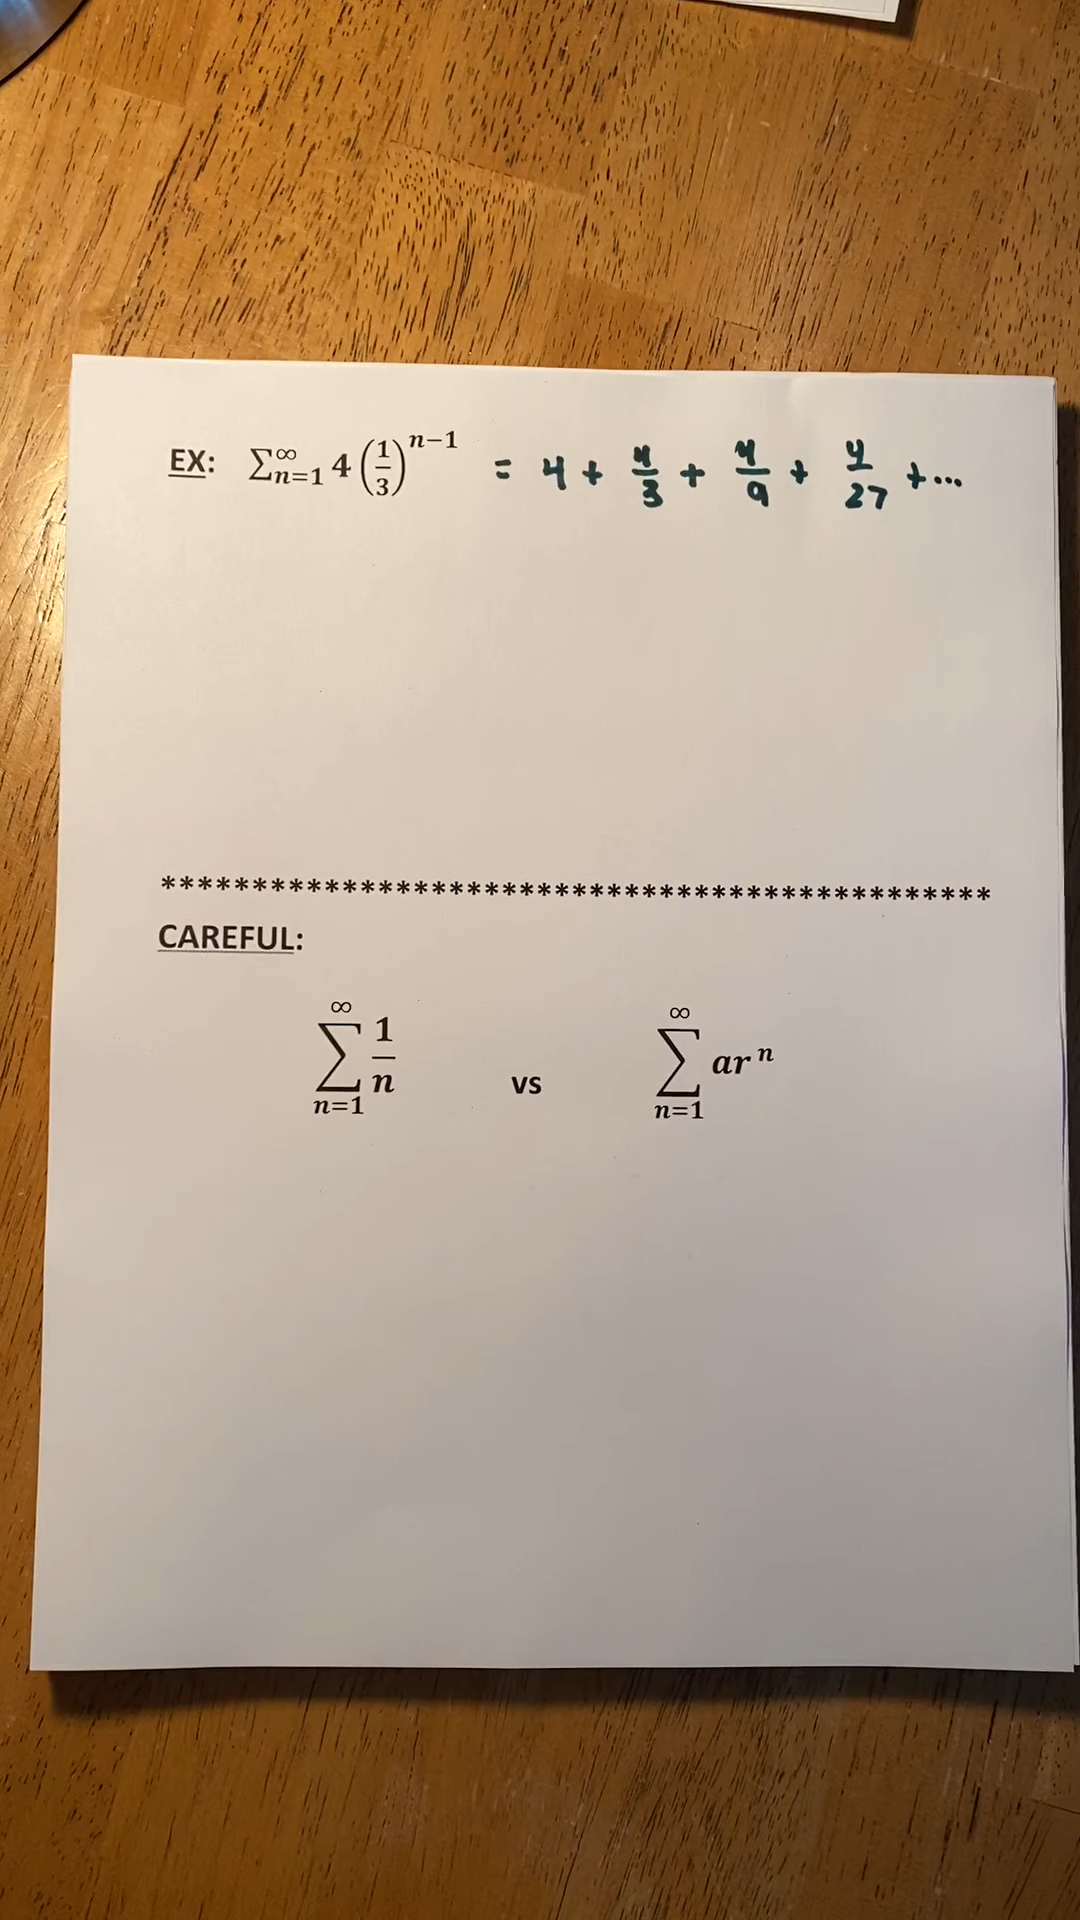 EX: ∑_{n=1}^{∞} 4(1/3)^{n−1} = 4 + 4/3 + 4/9 + 4/27 + ...
***********************************************
CAREFUL:
∑_{n=1}^{∞} 1/n vs ∑_{n=1}^{∞} ar^n